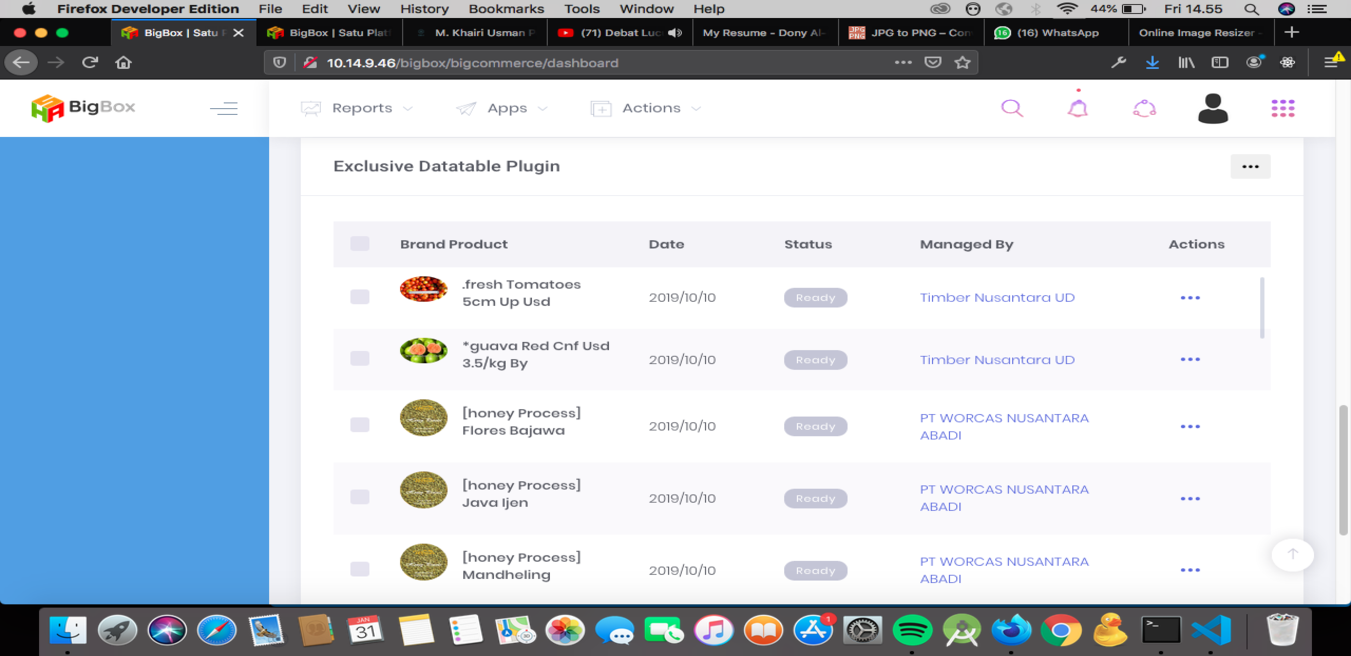 Firefox Developer Edition File Edit View History Bookmarks Tools Window Help 44% Fri 14.55
BigBox | Satu P BigBox | Satu Plat M. Khairi Usman P (71) Debat Luc My Resume - Dony Al- JPG to PNG – Con (16) WhatsApp Online Image Resizer -
10.14.9.46/bigbox/bigcommerce/dashboard
BigBox Reports Apps Actions
Exclusive Datatable Plugin
Brand Product Date Status Managed By Actions
.fresh Tomatoes
5cm Up Usd
2019/10/10 Ready Timber Nusantara UD
*guava Red Cnf Usd
3.5/kg By
2019/10/10 Ready Timber Nusantara UD
[honey Process]
Flores Bajawa
2019/10/10 Ready PT WORCAS NUSANTARA
ABADI
[honey Process]
Java Ijen
2019/10/10 Ready PT WORCAS NUSANTARA
ABADI
[honey Process]
Mandheling
2019/10/10 Ready PT WORCAS NUSANTARA
ABADI
JAN
31
1